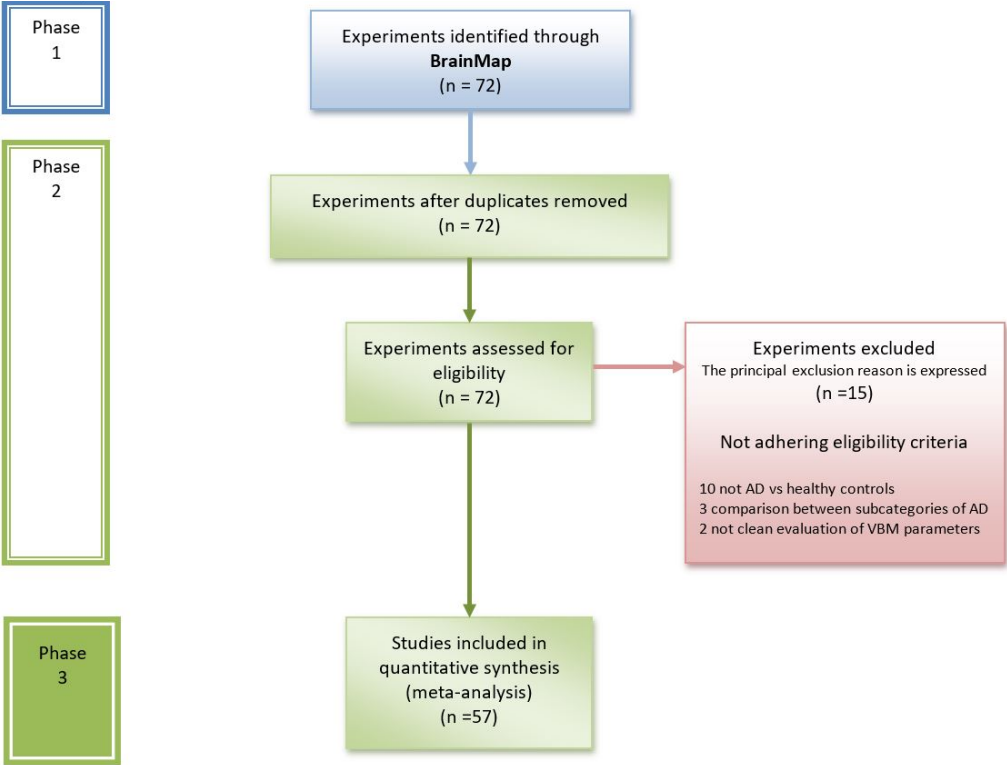 Phase
1
Experiments identified through
BrainMap
(n = 72)
Phase
2
Experiments after duplicates removed
(n = 72)
Experiments assessed for
eligibility
(n = 72)
Experiments excluded
The principal exclusion reason is expressed
(n =15)
Not adhering eligibility criteria
10 not AD vs healthy controls
3 comparison between subcategories of AD
2 not clean evaluation of VBM parameters
Phase
3
Studies included in
quantitative synthesis
(meta-analysis)
(n =57)